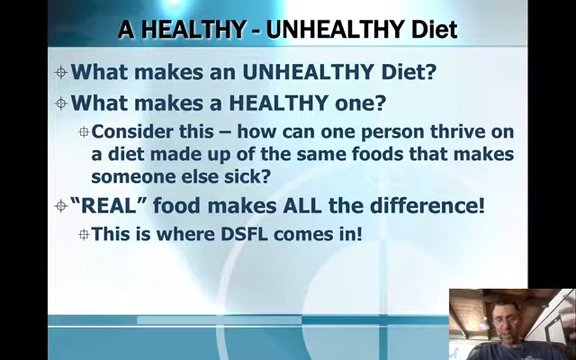 A HEALTHY - UNHEALTHY Diet
What makes an UNHEALTHY Diet?
What makes a HEALTHY one?
Consider this – how can one person thrive on
a diet made up of the same foods that makes
someone else sick?
“REAL” food makes ALL the difference!
This is where DSFL comes in!